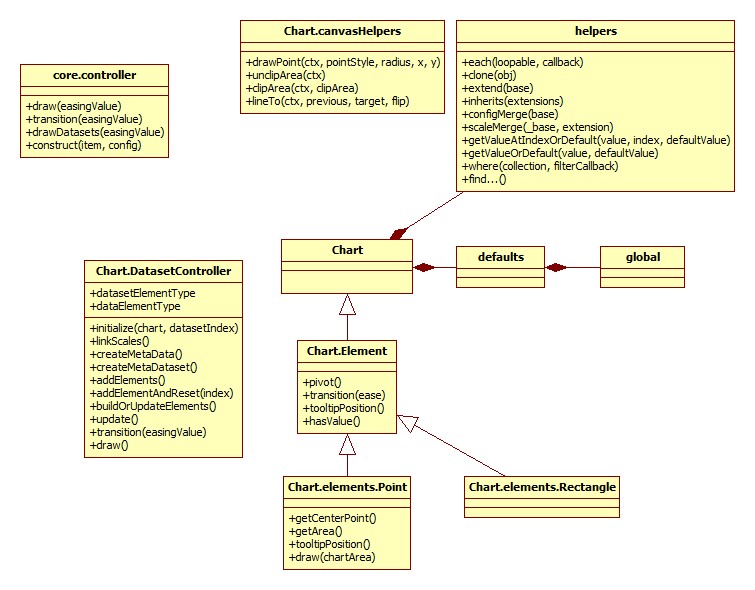 Chart.canvasHelpers
+drawPoint(ctx, pointStyle, radius, x, y)
+unclipArea(ctx)
+clipArea(ctx, clipArea)
+lineTo(ctx, previous, target, flip)
helpers
+each(loopable, callback)
+clone(obj)
+extend(base)
+inherits(extensions)
+configMerge(base)
+scaleMerge(_base, extension)
+getValueAtIndexOrDefault(value, index, defaultValue)
+getValueOrDefault(value, defaultValue)
+where(collection, filterCallback)
+find...()
core.controller
+draw(easingValue)
+transition(easingValue)
+drawDatasets(easingValue)
+construct(item, config)
Chart
defaults
global
Chart.DatasetController
+datasetElementType
+dataElementType
+initialize(chart, datasetIndex)
+linkScales()
+createMetaData()
+createMetaDataset()
+addElements()
+addElementAndReset(index)
+buildOrUpdateElements()
+update()
+transition(easingValue)
+draw()
Chart.Element
+pivot()
+transition(ease)
+tooltipPosition()
+hasValue()
Chart.elements.Point
+getCenterPoint()
+getArea()
+tooltipPosition()
+draw(chartArea)
Chart.elements.Rectangle